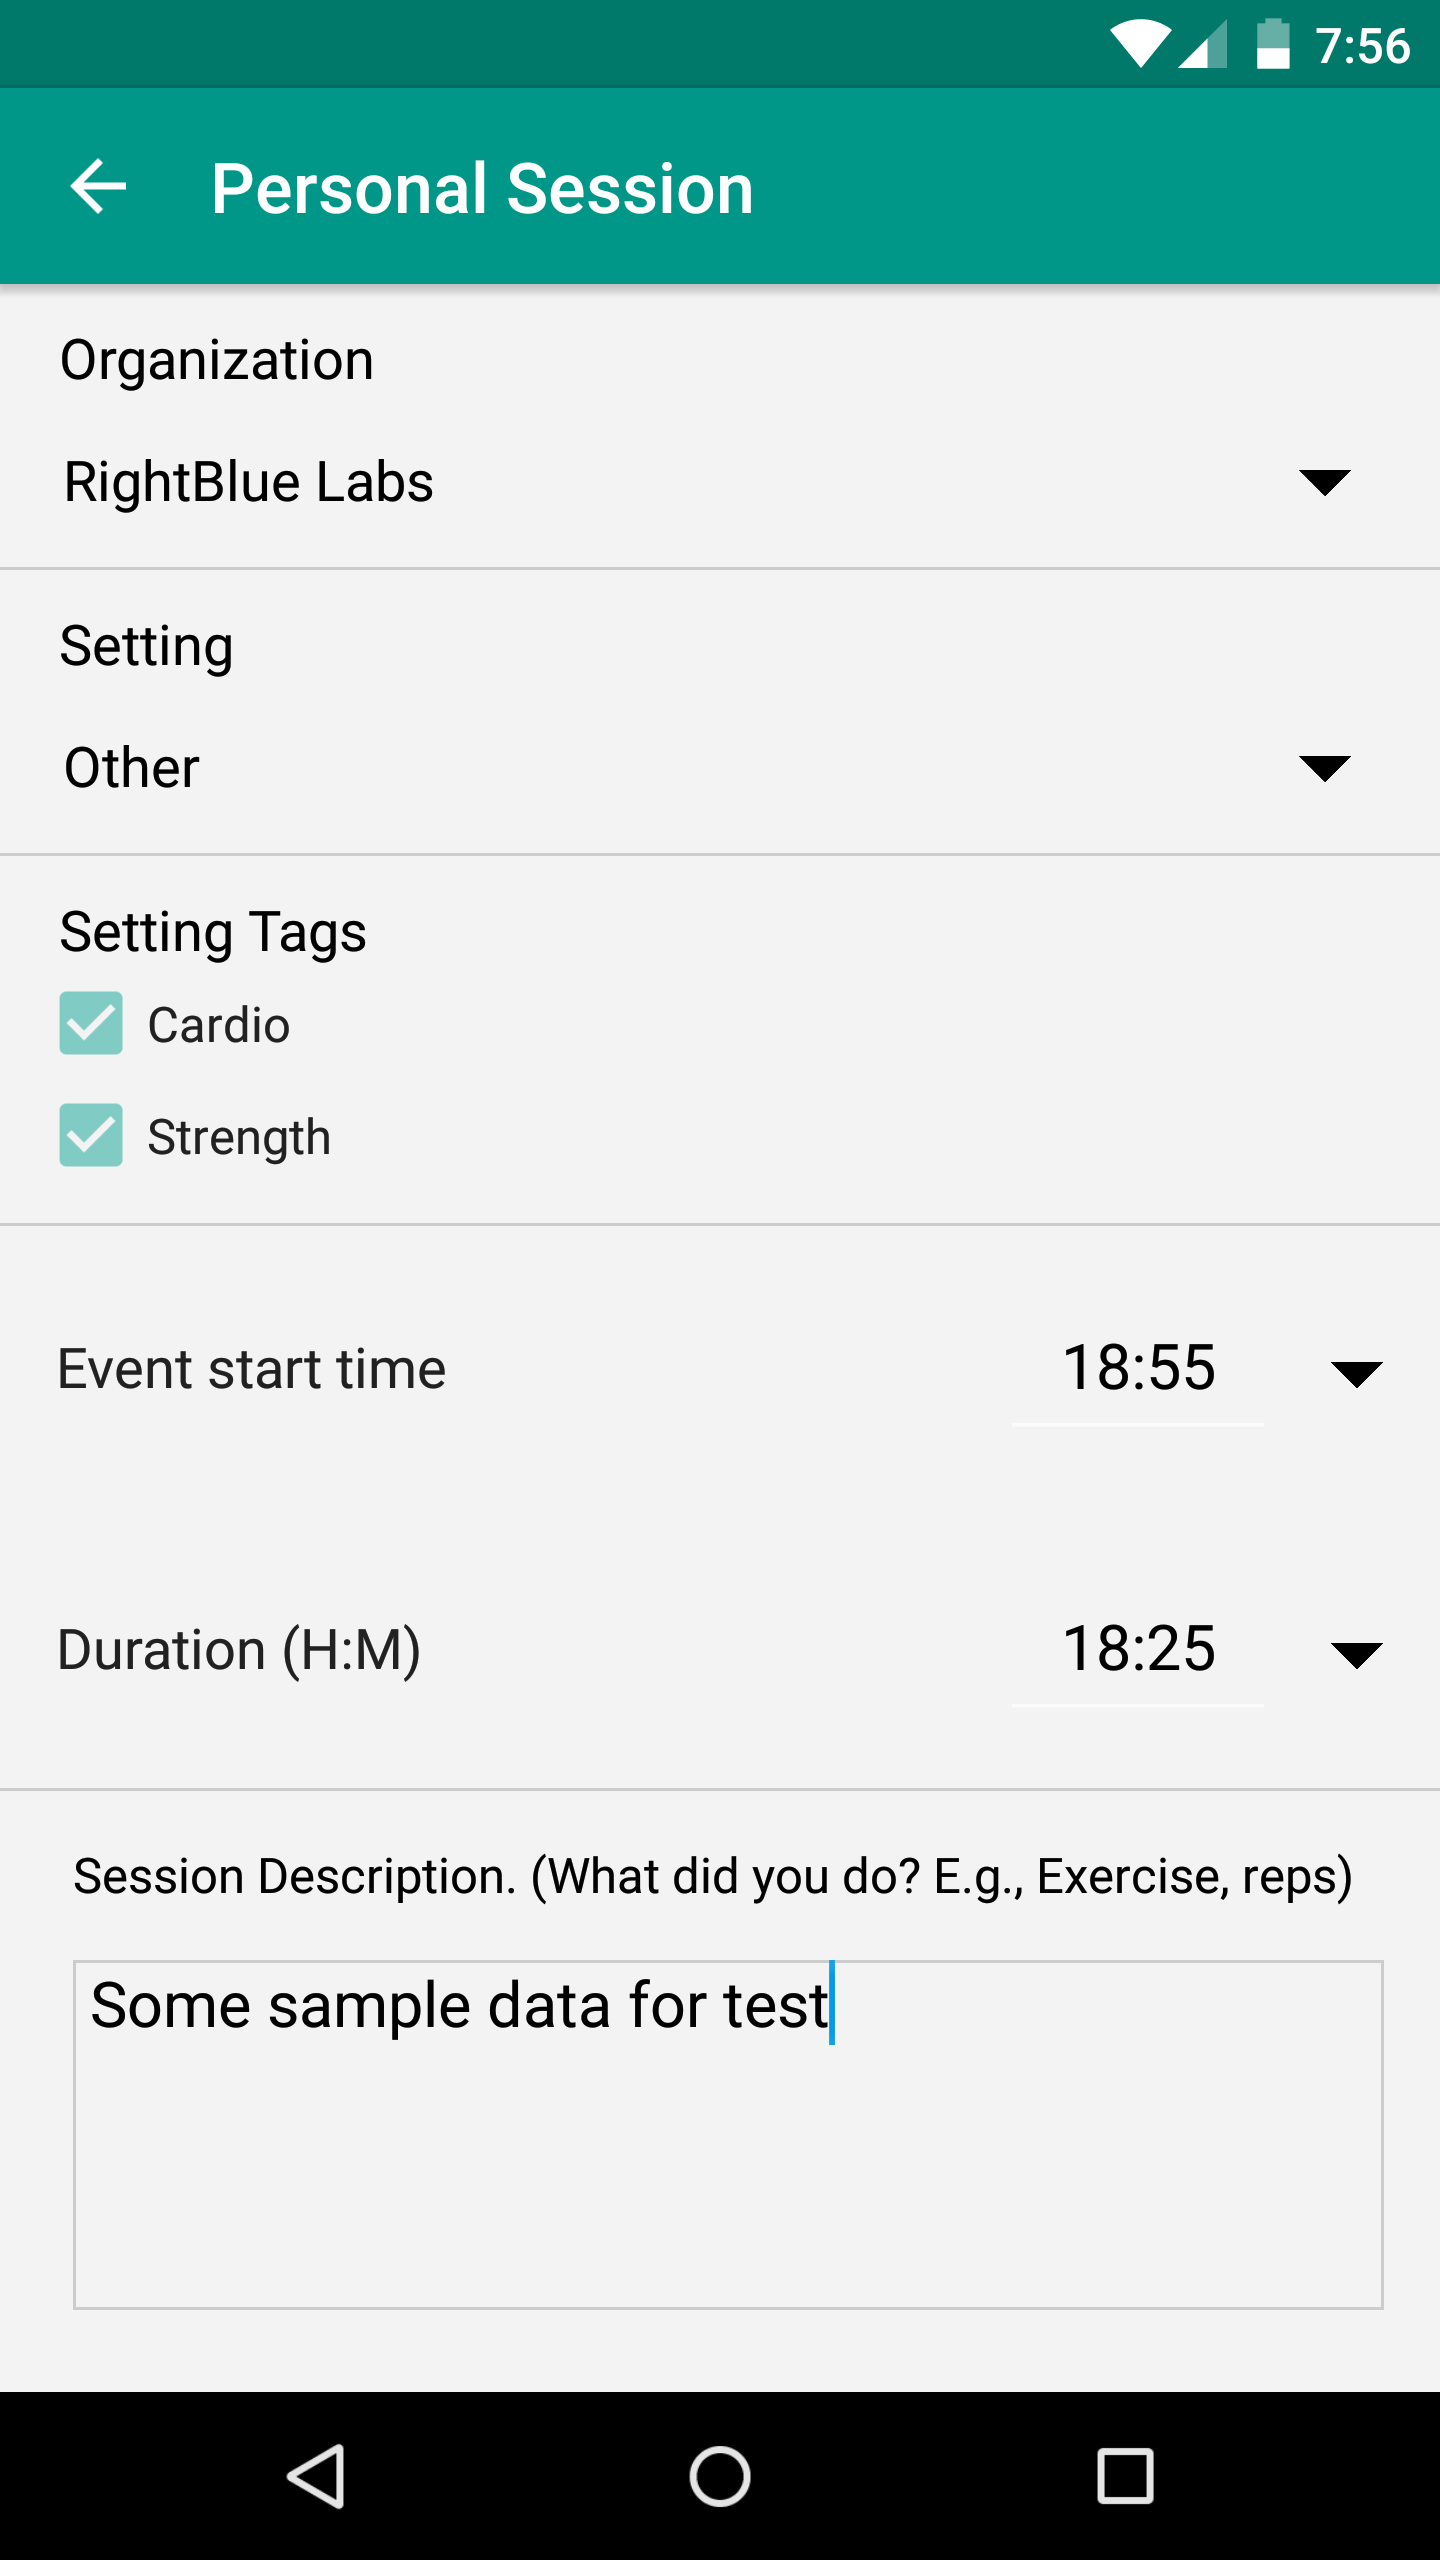 7:56
Personal Session
Organization
RightBlue Labs
Setting
Other
Setting Tags
Cardio
Strength
Event start time 18:55
Duration (H:M) 18:25
Session Description. (What did you do? E.g., Exercise, reps)
Some sample data for test